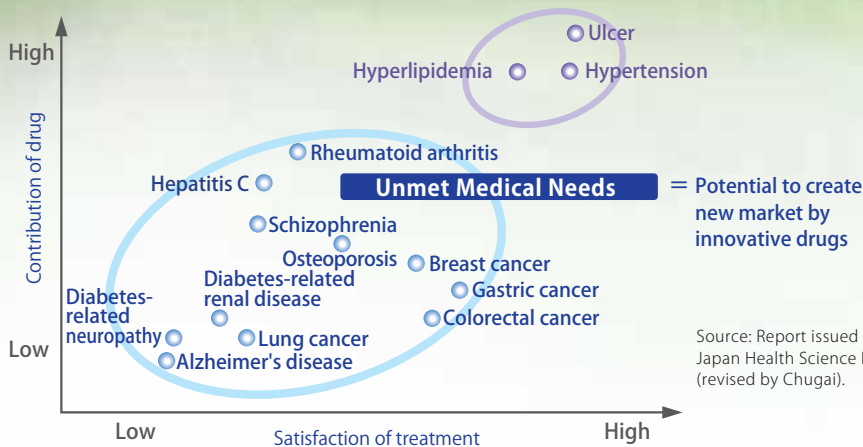 High
Contribution of drug
Low
Ulcer
Hyperlipidemia
Hypertension
Rheumatoid arthritis
Hepatitis C
Unmet Medical Needs
= Potential to create
new market by
innovative drugs
Schizophrenia
Osteoporosis
Breast cancer
Diabetes-related
renal disease
Gastric cancer
Diabetes-
related
neuropathy
Colorectal cancer
Lung cancer
Alzheimer's disease
Source: Report issued
Japan Health Science
(revised by Chugai).
Low
Satisfaction of treatment
High